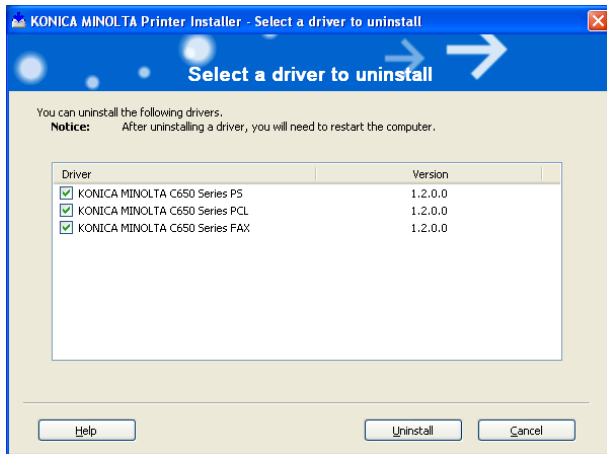 KONICA MINOLTA Printer Installer - Select a driver to uninstall
Select a driver to uninstall
You can uninstall the following drivers.
Notice: After uninstalling a driver, you will need to restart the computer.
Driver Version
KONICA MINOLTA C650 Series PS 1.2.0.0
KONICA MINOLTA C650 Series PCL 1.2.0.0
KONICA MINOLTA C650 Series FAX 1.2.0.0
Help Uninstall Cancel